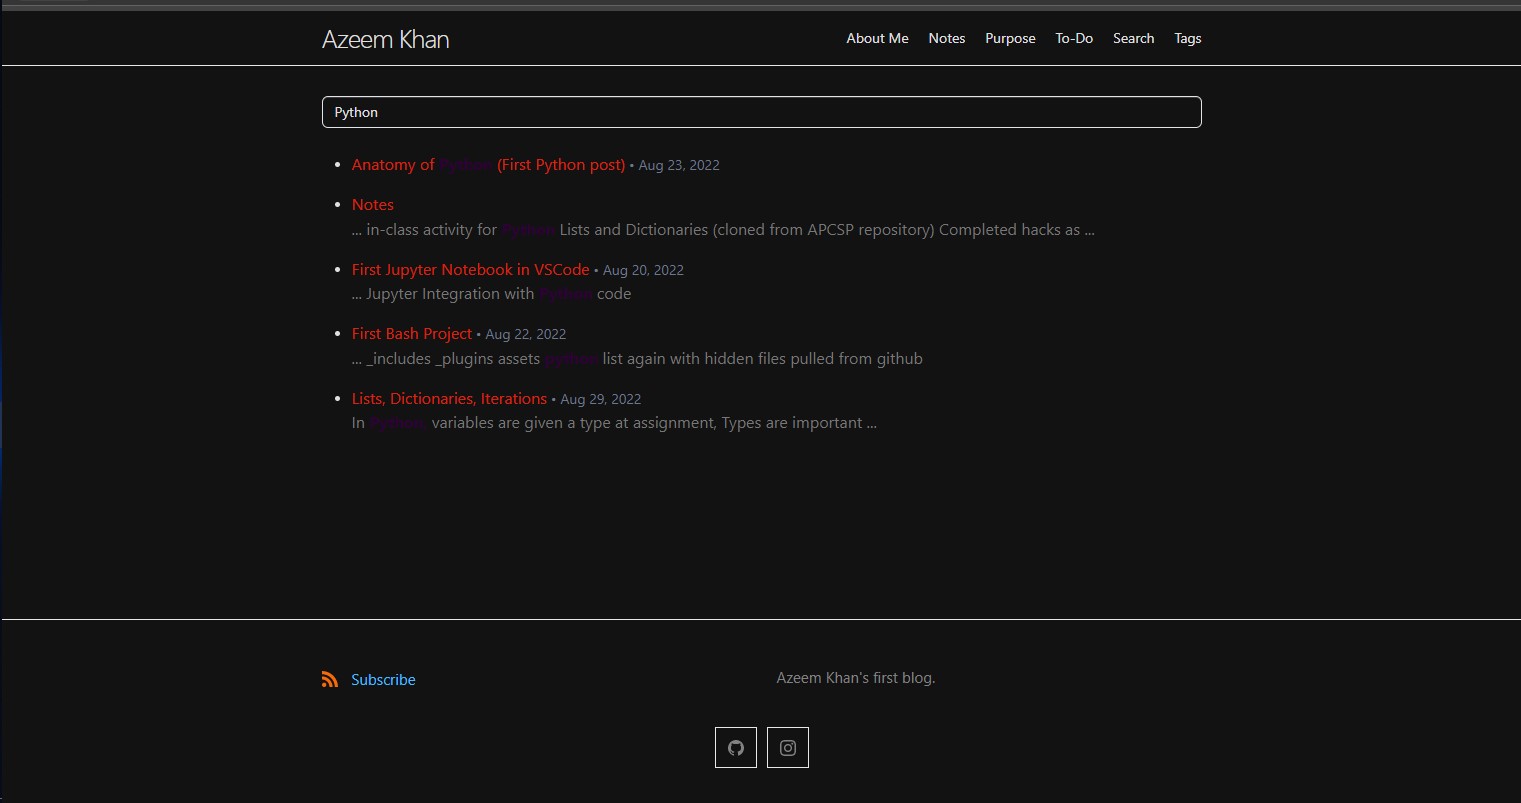 Azeem Khan
About Me Notes Purpose To-Do Search Tags
Python
Anatomy of Python (First Python post) • Aug 23, 2022
Notes
... in-class activity for Python Lists and Dictionaries (cloned from APCSP repository) Completed hacks as ...
First Jupyter Notebook in VSCode • Aug 20, 2022
... Jupyter Integration with Python code
First Bash Project • Aug 22, 2022
... _includes _plugins assets python list again with hidden files pulled from github
Lists, Dictionaries, Iterations • Aug 29, 2022
In Python, variables are given a type at assignment, Types are important ...
Subscribe
Azeem Khan's first blog.